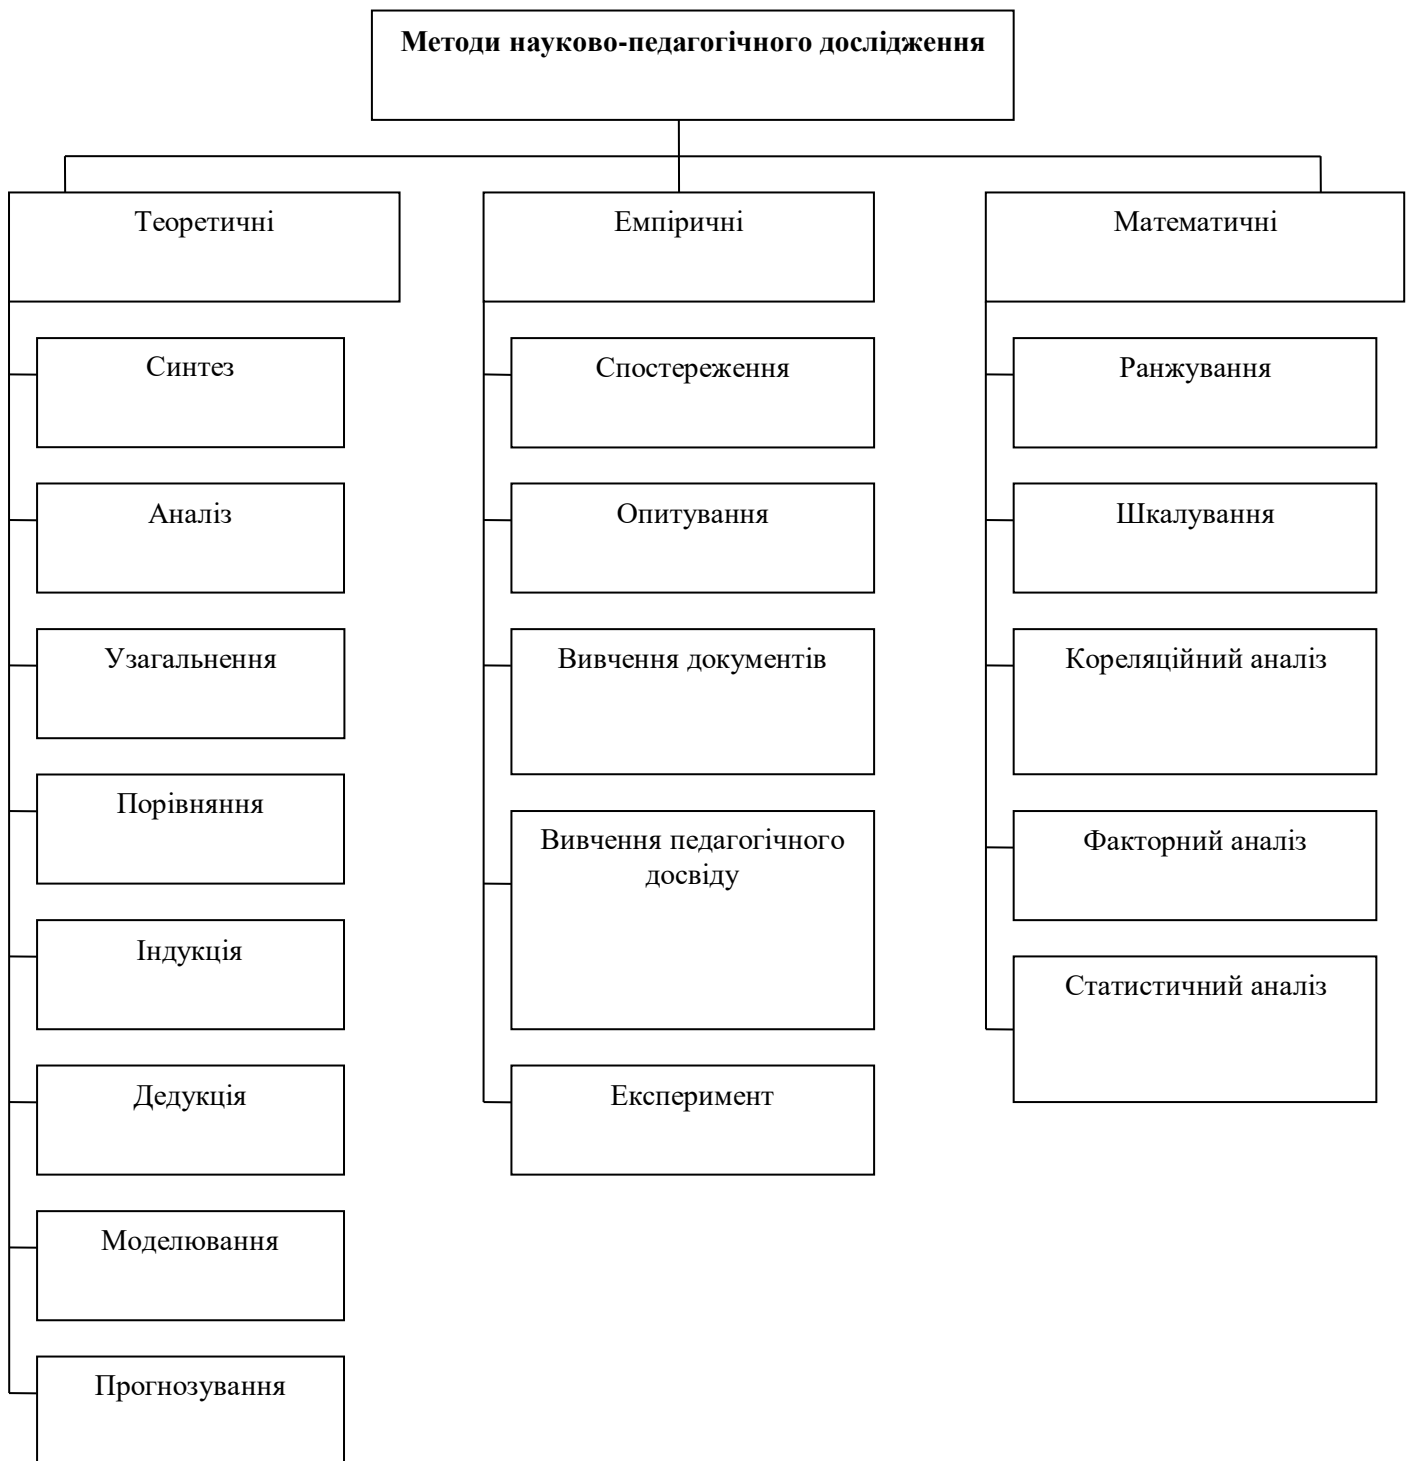 Методи науково-педагогічного дослідження
Теоретичні
Синтез
Аналіз
Узагальнення
Порівняння
Індукція
Дедукція
Моделювання
Прогнозування
Емпіричні
Спостереження
Опитування
Вивчення документів
Вивчення педагогічного
досвіду
Експеримент
Математичні
Ранжування
Шкалування
Кореляційний аналіз
Факторний аналіз
Статистичний аналіз